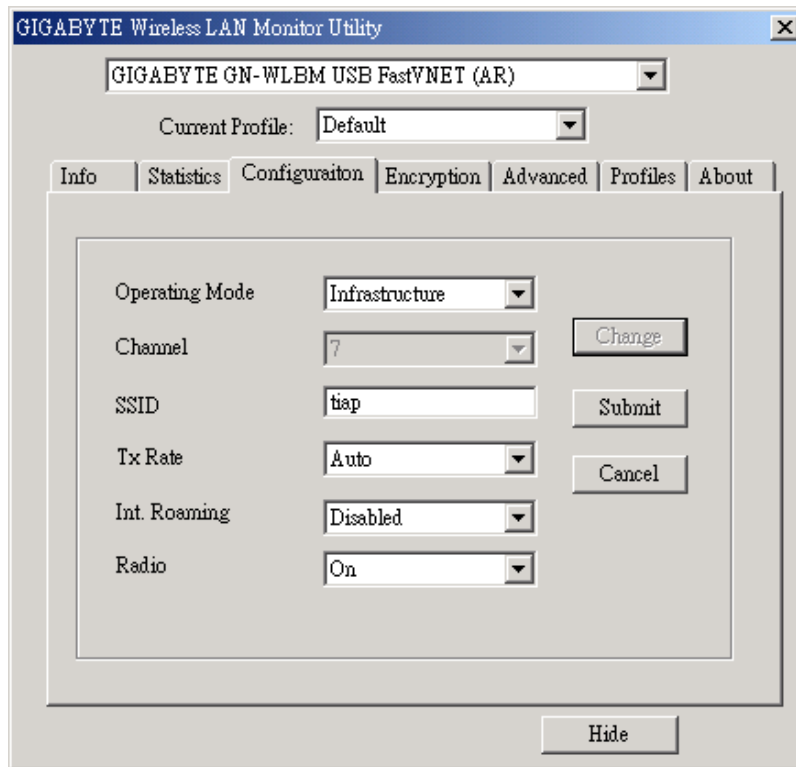 GIGABYTE Wireless LAN Monitor Utility
GIGABYTE GN-WLBM USB FastVNET (AR)
Current Profile: Default
Info Statistics Configuraiton Encryption Advanced Profiles About
Operating Mode Infrastructure
Channel 7 Change
SSID tiap Submit
Tx Rate Auto Cancel
Int. Roaming Disabled
Radio On
Hide